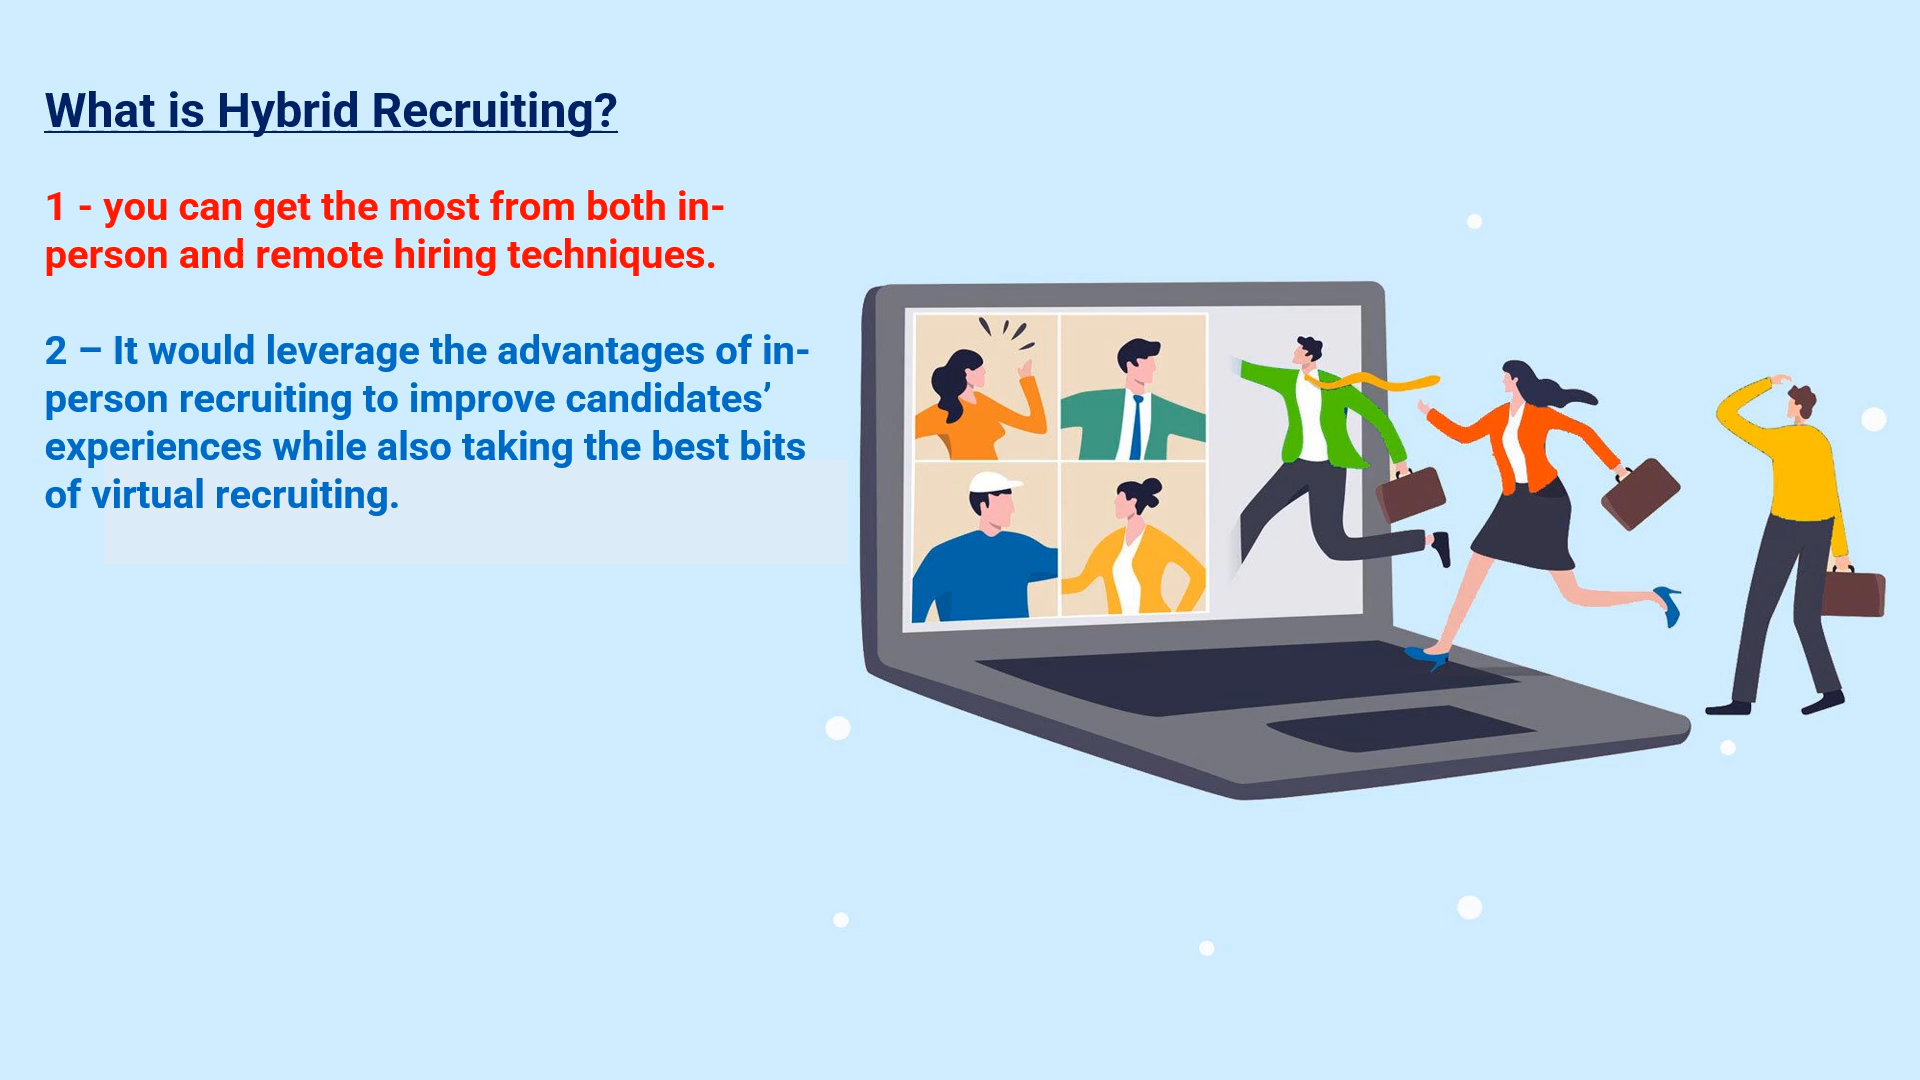 What is Hybrid Recruiting?
1 - you can get the most from both in-
person and remote hiring techniques.
2 – It would leverage the advantages of in-
person recruiting to improve candidates’
experiences while also taking the best bits
of virtual recruiting.